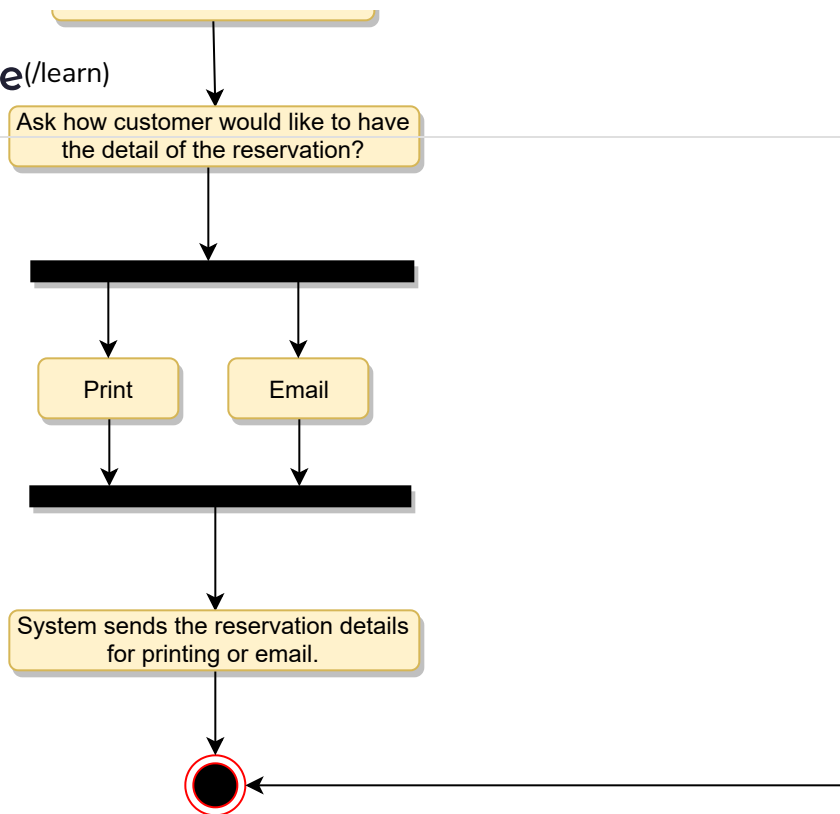 e(/learn)
Ask how customer would like to have
the detail of the reservation?
Print
Email
System sends the reservation details
for printing or email.